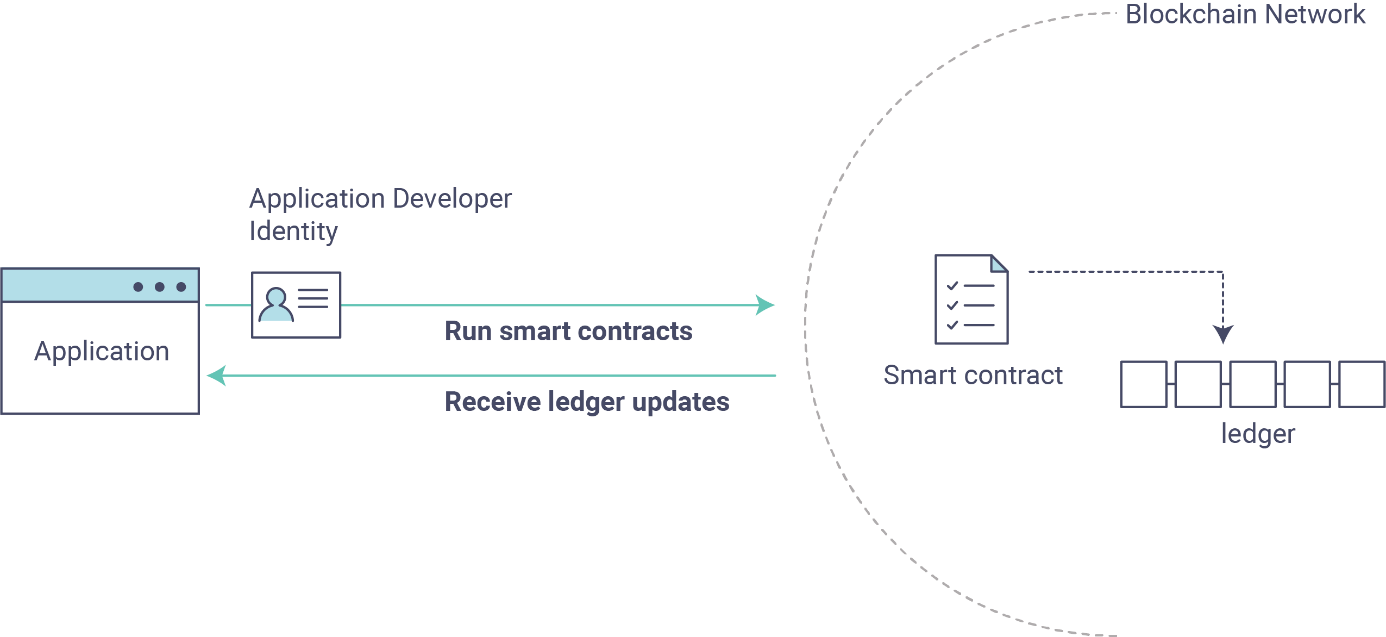 Blockchain Network
Application Developer
Identity
Application
Run smart contracts
Receive ledger updates
Smart contract
ledger